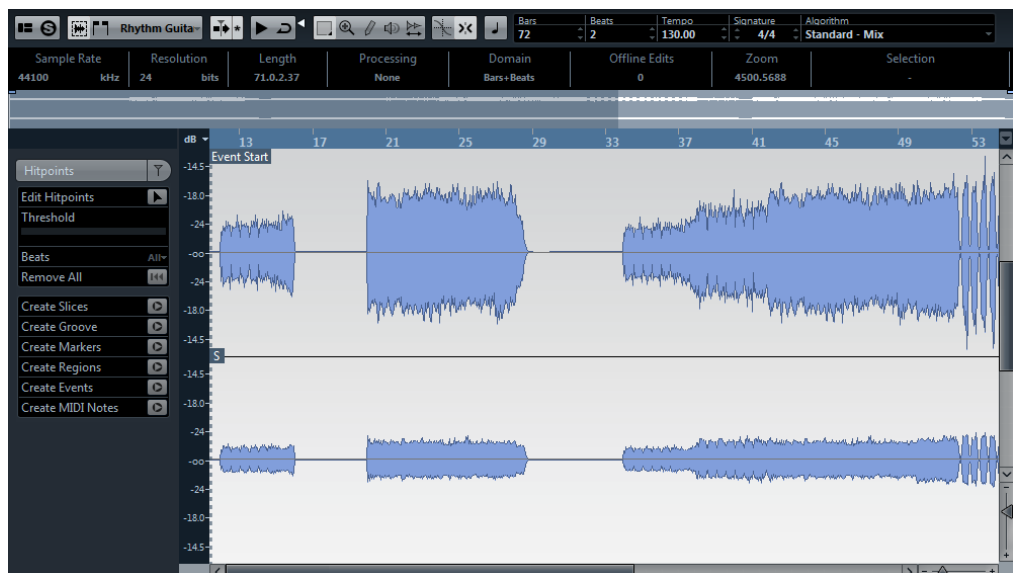 Rhythm Guita
Bars Beats Tempo Signature Algorithm
72 2 130.00 4/4 Standard - Mix
Sample Rate Resolution Length Processing Domain Offline Edits Zoom Selection
44100 kHz 24 bits 71.0.2.37 None Bars+Beats 0 4500.5688 -
dB 13 17 21 25 29 33 37 41 45 49 53
Event Start
-14.5
Hitpoints
Edit Hitpoints -18.0
Threshold
-24
Beats All -oo
Remove All
-24
Create Slices -18.0
Create Groove
Create Markers -14.5
S
Create Regions
-14.5
Create Events
Create MIDI Notes -18.0
-24
-oo
-24
-18.0
-14.5